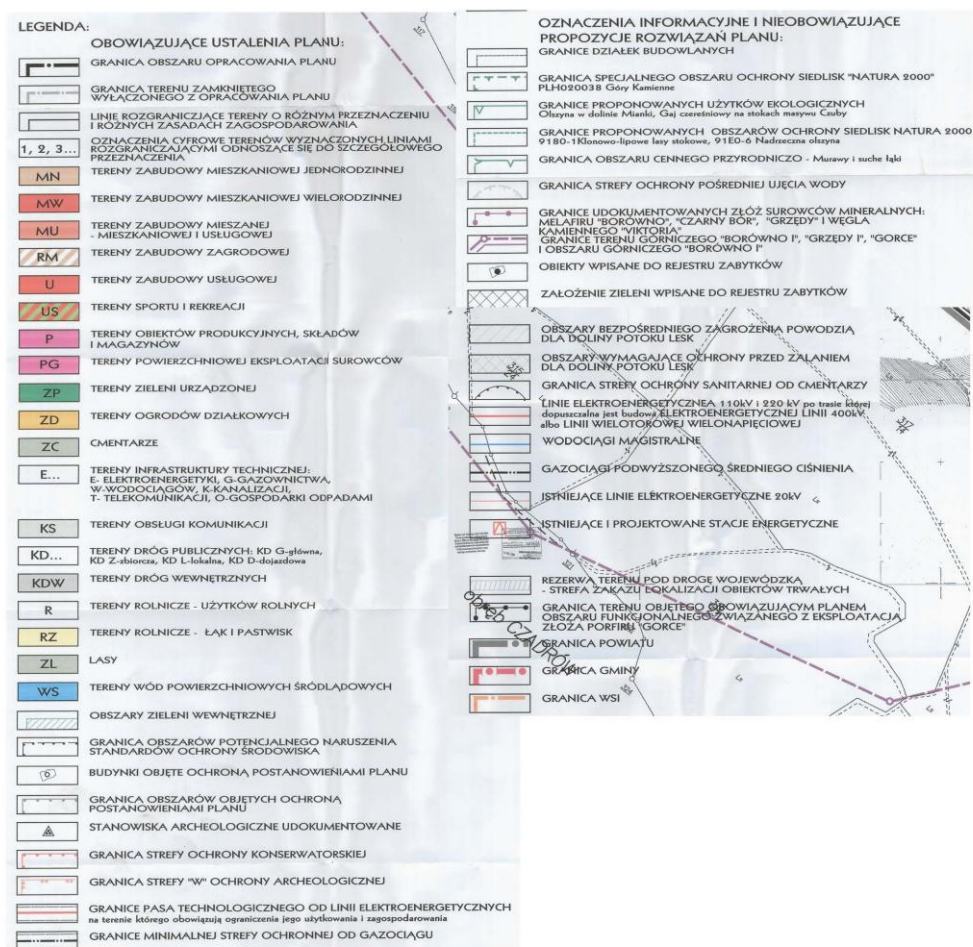 LEGENDA:
OBOWIĄZUJĄCE USTALENIA PLANU:
GRANICA OBSZARU OPRACOWANIA PLANU
GRANICA TERENU ZAMKNIĘTEGO
WYŁĄCZONEGO Z OPRACOWANIA PLANU
LINIE ROZGRANICZAJĄCE TERENY O RÓŻNYM PRZEZNACZENIU
I RÓŻNYCH ZASADACH ZAGOSPODAROWANIA
1, 2, 3... OZNACZENIA CYFROWE TERENÓW WYZNACZONYCH LINIAMI
ROZGRANICZAJĄCYMI ODNOSZĄCE SIĘ DO SZCZEGÓŁOWEGO
PRZEZNACZENIA
MN TERENY ZABUDOWY MIESZKANIOWEJ JEDNORODZINNEJ
MW TERENY ZABUDOWY MIESZKANIOWEJ WIELORODZINNEJ
MU TERENY ZABUDOWY MIESZANEJ
- MIESZKANIOWEJ I USŁUGOWEJ
RM TERENY ZABUDOWY ZAGRODOWEJ
U TERENY ZABUDOWY USŁUGOWEJ
US TERENY SPORTU I REKREACJI
P TERENY OBIEKTÓW PRODUKCYJNYCH, SKŁADÓW
I MAGAZYNÓW
PG TERENY POWIERZCHNIOWEJ EKSPLOATACJI SUROWCÓW
ZP TERENY ZIELENI URZĄDZONEJ
ZD TERENY OGRODÓW DZIAŁKOWYCH
ZC CMENTARZE
E... TERENY INFRASTRUKTURY TECHNICZNEJ:
E- ELEKTROENERGETYKI, G-GAZOWNICTWA,
W-WODOCIĄGÓW, K-KANALIZACJI,
T- TELEKOMUNIKACJI, O-GOSPODARKI ODPADAMI
KS TERENY OBSŁUGI KOMUNIKACJI
KD... TERENY DRÓG PUBLICZNYCH: KD G-główna,
KD Z-zbiorcza, KD L-lokalna, KD D-dojazdowa
KDW TERENY DRÓG WEWNĘTRZNYCH
R TERENY ROLNICZE - UŻYTKÓW ROLNYCH
RZ TERENY ROLNICZE - ŁĄK I PASTWISK
ZL LASY
WS TERENY WÓD POWIERZCHNIOWYCH ŚRÓDLĄDOWYCH
OBSZARY ZIELENI WEWNĘTRZNEJ
GRANICA OBSZARÓW POTENCJALNEGO NARUSZENIA
STANDARDÓW OCHRONY ŚRODOWISKA
BUDYNKI OBJĘTE OCHRONĄ POSTANOWIENIAMI PLANU
GRANICA OBSZARÓW OBJĘTYCH OCHRONĄ
POSTANOWIENIAMI PLANU
STANOWISKA ARCHEOLOGICZNE UDOKUMENTOWANE
GRANICA STREFY OCHRONY KONSERWATORSKIEJ
GRANICA STREFY "W" OCHRONY ARCHEOLOGICZNEJ
GRANICE PASA TECHNOLOGICZNEGO OD LINII ELEKTROENERGETYCZNYCH
na terenie którego obowiązują ograniczenia jego użytkowania i zagospodarowania
GRANICE MINIMALNEJ STREFY OCHRONNEJ OD GAZOCIĄGU
OZNACZENIA INFORMACYJNE I NIEOBOWIĄZUJĄCE
PROPOZYCJE ROZWIĄZAŃ PLANU:
GRANICE DZIAŁEK BUDOWLANYCH
GRANICA SPECJALNEGO OBSZARU OCHRONY SIEDLISK "NATURA 2000"
PLH020038 Góry Kamienne
GRANICE PROPONOWANYCH UŻYTKÓW EKOLOGICZNYCH
Olszyna w dolinie Mianki, Gaj czereśniowy na stokach masywu Czuby
GRANICE PROPONOWANYCH OBSZARÓW OCHRONY SIEDLISK NATURA 2000
9180-1Klonowo-lipowe lasy stokowe, 91E0-6 Nadrzeczna olszyna
GRANICA OBSZARU CENNEGO PRZYRODNICZO - Murawy i suche łąki
GRANICA STREFY OCHRONY POŚREDNIEJ UJĘCIA WODY
GRANICE UDOKUMENTOWANYCH ZŁÓŻ SUROWCÓW MINERALNYCH:
MELAFIRU "BORÓWNO", "CZARNY BÓR", "GRZĘDY" I WĘGLA
KAMIENNEGO "VIKTORIA"
GRANICE TERENU GÓRNICZEGO "BORÓWNO I", "GRZĘDY I", "GORCE"
I OBSZARU GÓRNICZEGO "BORÓWNO I"
OBIEKTY WPISANE DO REJESTRU ZABYTKÓW
ZAŁOŻENIE ZIELENI WPISANE DO REJESTRU ZABYTKÓW
OBSZARY BEZPOŚREDNIEGO ZAGROŻENIA POWODZIĄ
DLA DOLINY POTOKU LESK
OBSZARY WYMAGAJĄCE OCHRONY PRZED ZALANIEM
DLA DOLINY POTOKU LESK
GRANICA STREFY OCHRONY SANITARNEJ OD CMENTARZY
LINIE ELEKTROENERGETYCZNEA 110kV i 220 kV po trasie której
dopuszczalna jest budowa ELEKTROENERGETYCZNEJ LINII 400kV
albo LINII WIELOTOROWEJ WIELONAPIĘCIOWEJ
WODOCIĄGI MAGISTRALNE
GAZOCIĄGI PODWYŻSZONEGO ŚREDNIEGO CIŚNIENIA
ISTNIEJĄCE LINIE ELEKTROENERGETYCZNE 20kV
ISTNIEJĄCE I PROJEKTOWANE STACJE ENERGETYCZNE
REZERWA TERENU POD DROGĘ WOJEWÓDZKĄ
- STREFA ZAKAZU LOKALIZACJI OBIEKTÓW TRWAŁYCH
GRANICA TERENU OBJĘTEGO OBOWIĄZUJĄCYM PLANEM
OBSZARU FUNKCJONALNEGO ZWIĄZANEGO Z EKSPLOATACJĄ
ZŁOŻA PORFIRU "GORCE"
GRANICA POWIATU
GRANICA GMINY
GRANICA WSI
obręb CZADRÓW
317
315
24
317
14
323
326
Ls
Ls
Ls
Ls